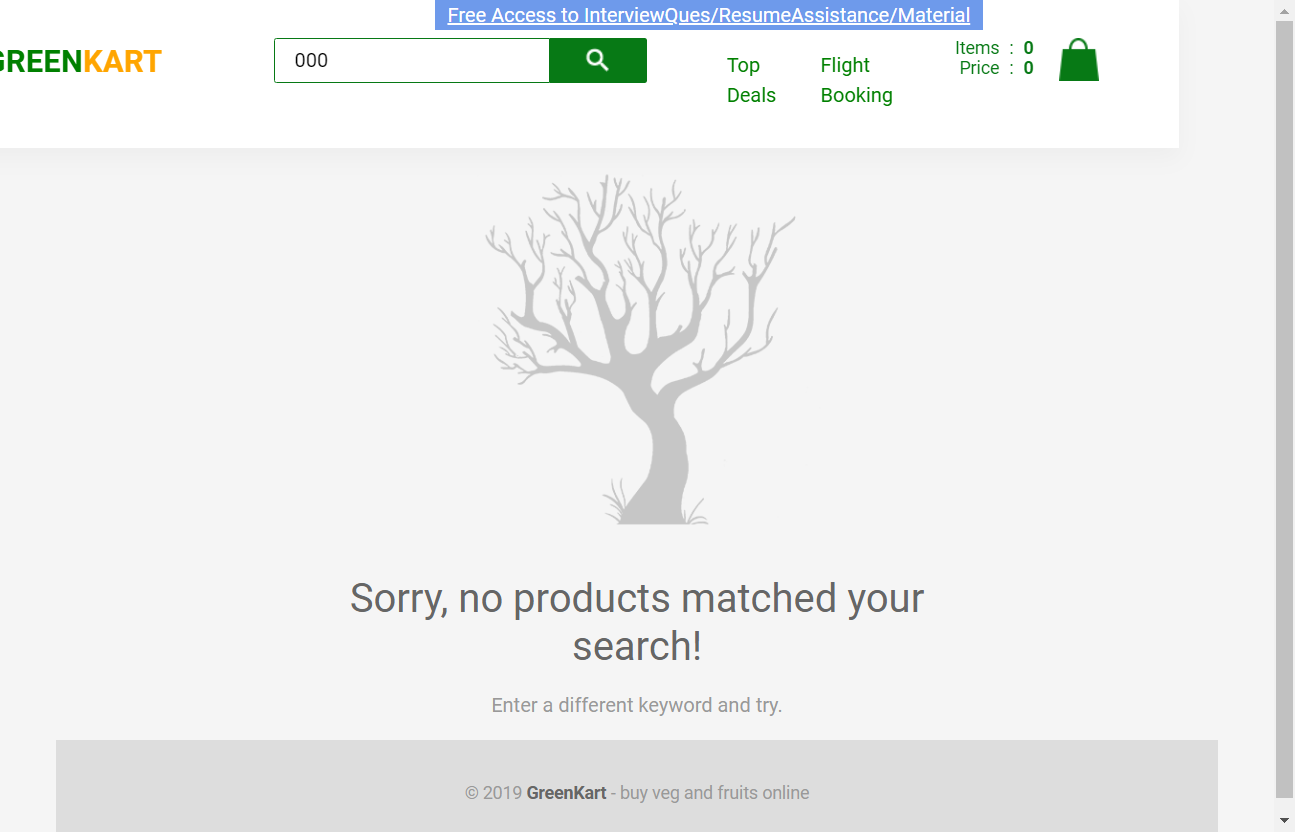 Free Access to InterviewQues/ResumeAssistance/Material
GREENKART
000
Top Deals
Flight Booking
Items : 0
Price : 0
Sorry, no products matched your
search!
Enter a different keyword and try.
© 2019 GreenKart - buy veg and fruits online